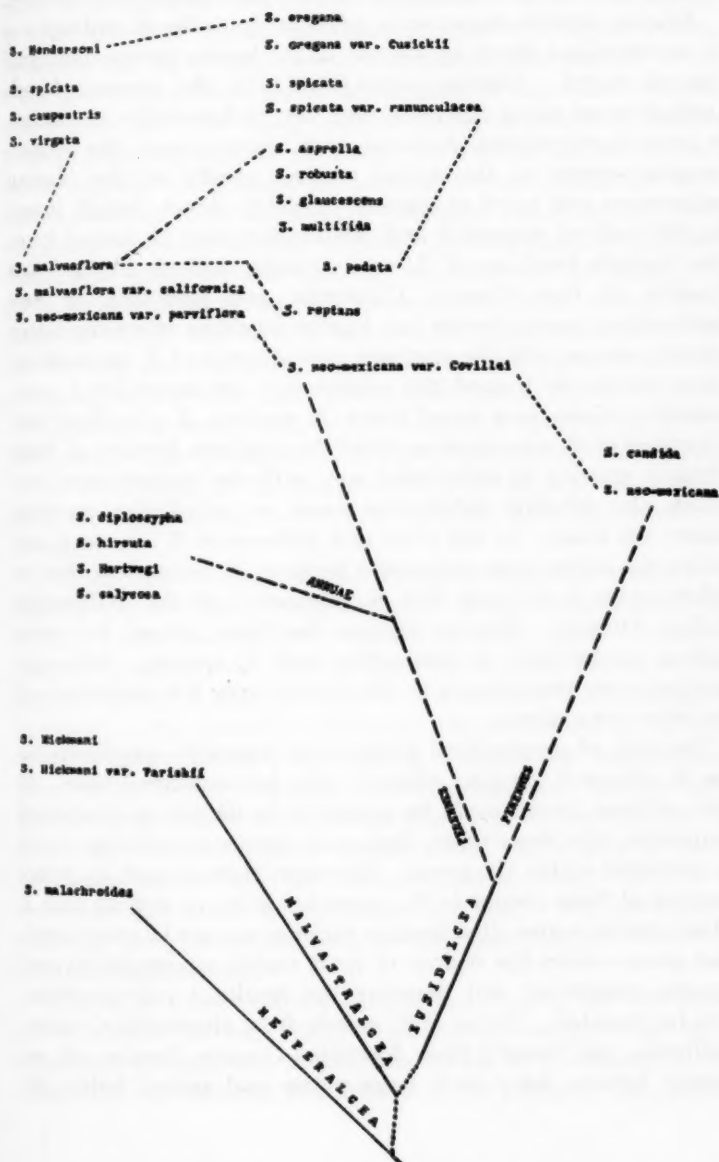 S. oregana
S. Hendersoni
S. oregana var. Cusickii
S. spicata
S. spicata
S. campestris
S. spicata var. ranunculacea
S. virgata
S. asprella
S. robusta
S. glaucescens
S. multifida
S. malvaeflora
S. pedata
S. malvaeflora var. californica
S. reptans
S. neo-mexicana var. parviflora
S. neo-mexicana var. Covillei
S. candida
S. neo-mexicana
S. diploscypha
S. hirsuta
S. Hartwegi
S. calycosa
ANNUAE
S. Hickmani
S. Hickmani var. Parishii
PERENNES
S. malachroides
MALVASTRALCEA
EUSIDALCEA
HESPERALCEA